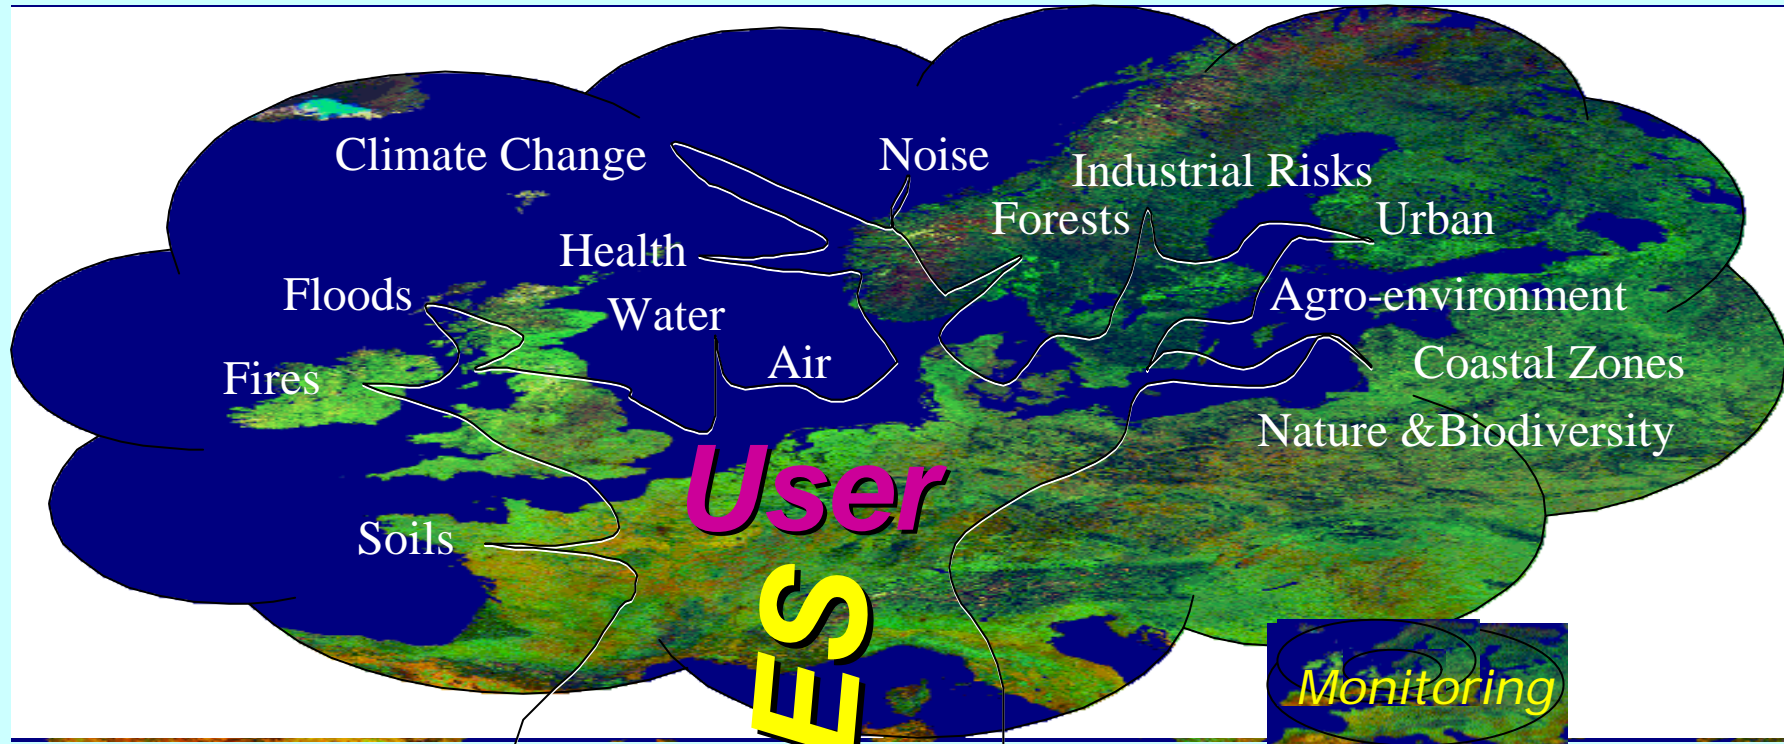 Climate Change
Noise
Industrial Risks
Forests
Urban
Health
Floods
Water
Agro-environment
Air
Fires
Coastal Zones
Nature &Biodiversity
User
Soils
ES
Monitoring